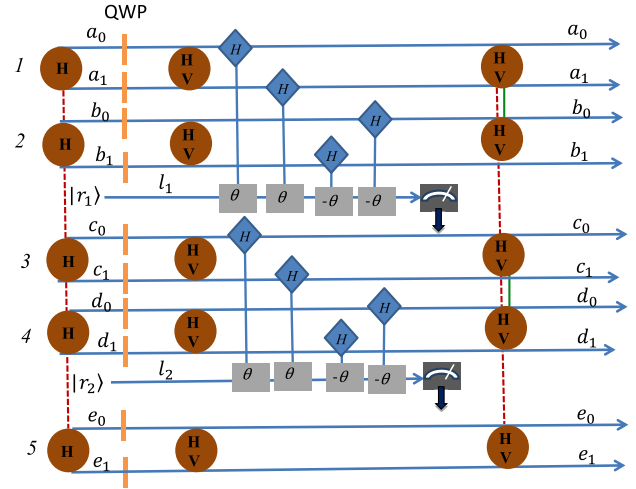 QWP
a₀ a₀
1 H H V H H V
a₁ H a₁
b₀ H b₀
2 H H V H H V
b₁ b₁
|r₁⟩ l₁ θ θ -θ -θ
c₀ H c₀
3 H H V H H V
c₁ c₁
d₀ H d₀
4 H H V H H V
d₁ d₁
|r₂⟩ l₂ θ θ -θ -θ
e₀ e₀
5 H H V H V
e₁ e₁